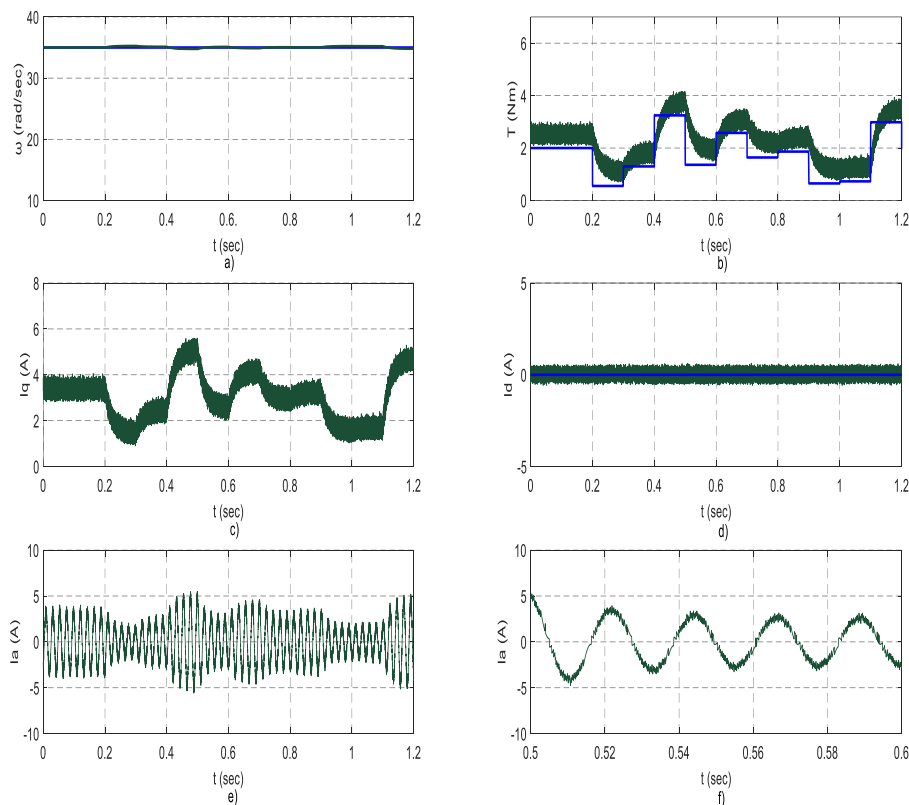 40
30
20
10
ω (rad/sec)
0 0.2 0.4 0.6. 0.8 1 1.2
t (sec)
a)
6
4
2
0
T (Nm)
0 0.2 0.4 0.6 0.8 1 1.2
t (sec)
b)
8
6
4
2
0
Iq (A)
0 0.2 0.4 0.6 0.8 1 1.2
t (sec)
c)
5
0
-5
Id (A)
0 0.2 0.4 0.6 0.8 1 1.2
t (sec)
d)
10
5
0
-5
-10
Ia (A)
0 0.2 0.4 0.6 0.8 1 1.2
t (sec)
e)
10
5
0
-5
-10
Ia (A)
0.5 0.52 0.54 0.56 0.58 0.6
t (sec)
f)